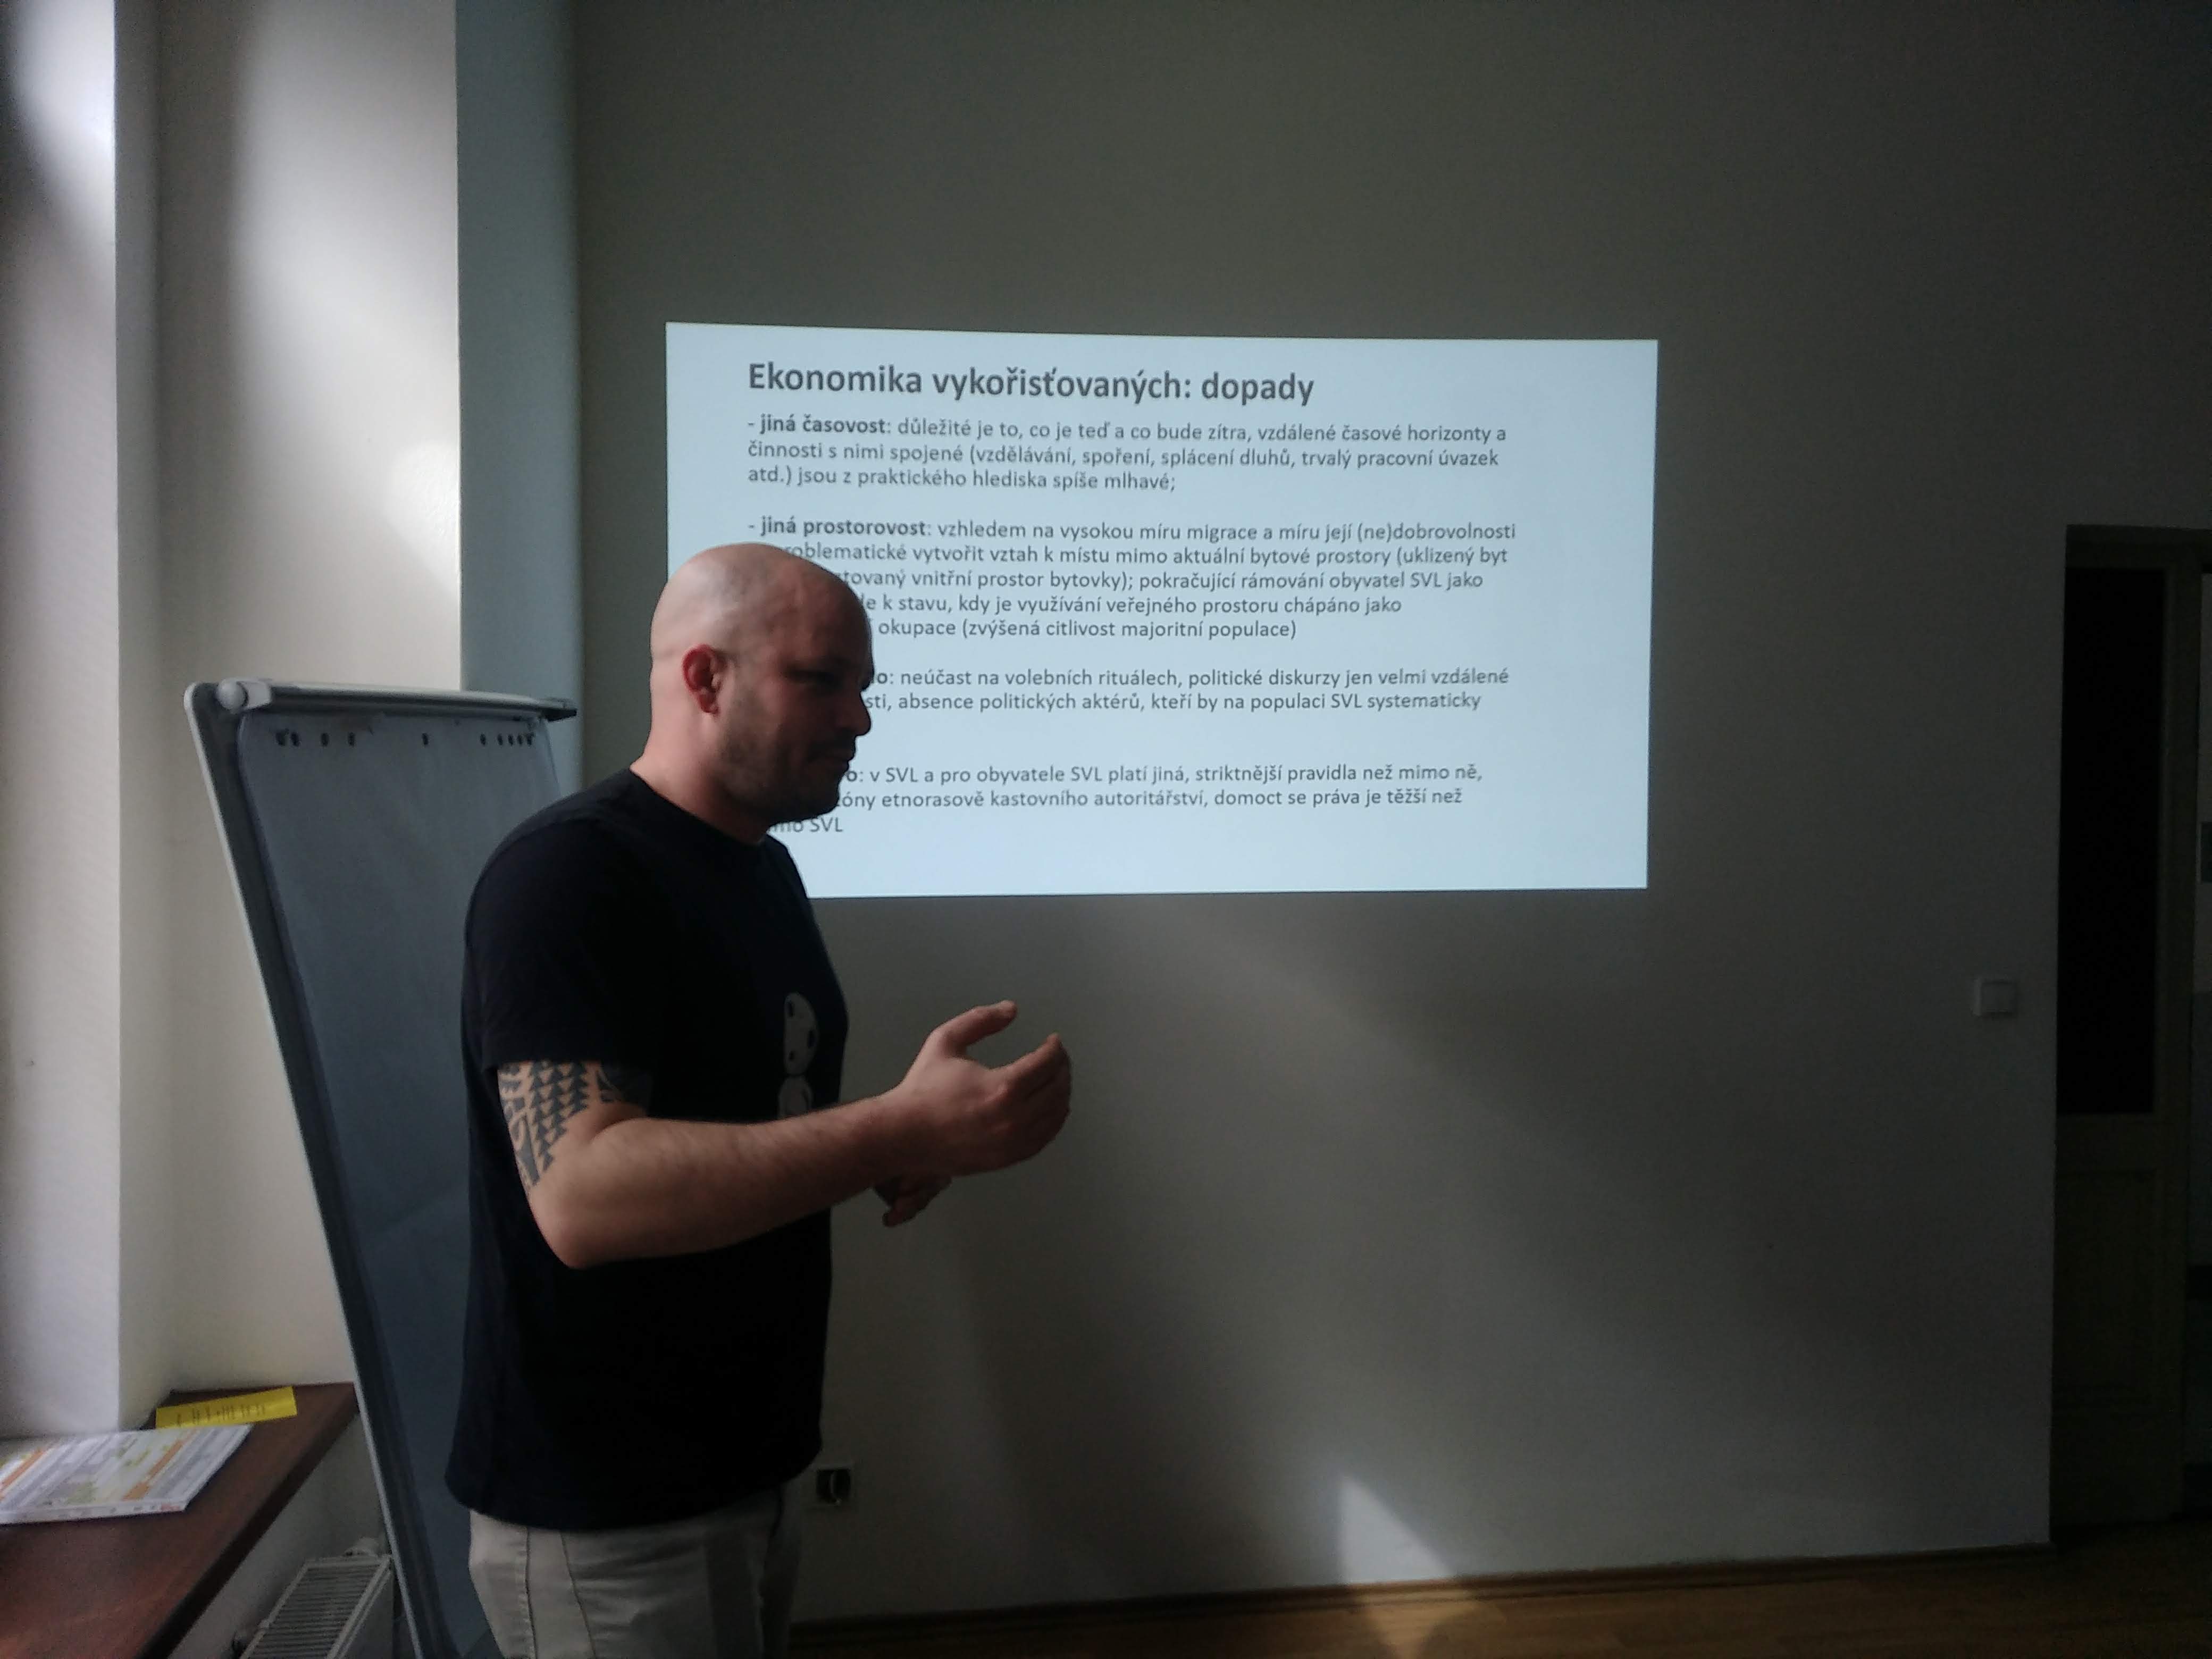 Ekonomika vykořisťovaných: dopady
- jiná časovost: důležité je to, co je teď a co bude zítra, vzdálené časové horizonty a
činnosti s nimi spojené (vzdělávání, spoření, splácení dluhů, trvalý pracovní úvazek
atd.) jsou z praktického hlediska spíše mlhavé;
- jiná prostorovost: vzhledem na vysokou míru migrace a míru její (ne)dobrovolnosti
vytvořit vztah k místu mimo aktuální bytové prostory (uklizený byt
vnitřní prostor bytovky); pokračující rámování obyvatel SVL jako
k stavu, kdy je využívání veřejného prostoru chápáno jako
okupace (zvýšená citlivost majoritní populace)
: neúčast na volebních rituálech, politické diskurzy jen velmi vzdálené
, absence politických aktérů, kteří by na populaci SVL systematicky
: v SVL a pro obyvatele SVL platí jiná, striktnější pravidla než mimo ně,
etnorasově kastovního autoritářství, domoct se práva je těžší než
SVL